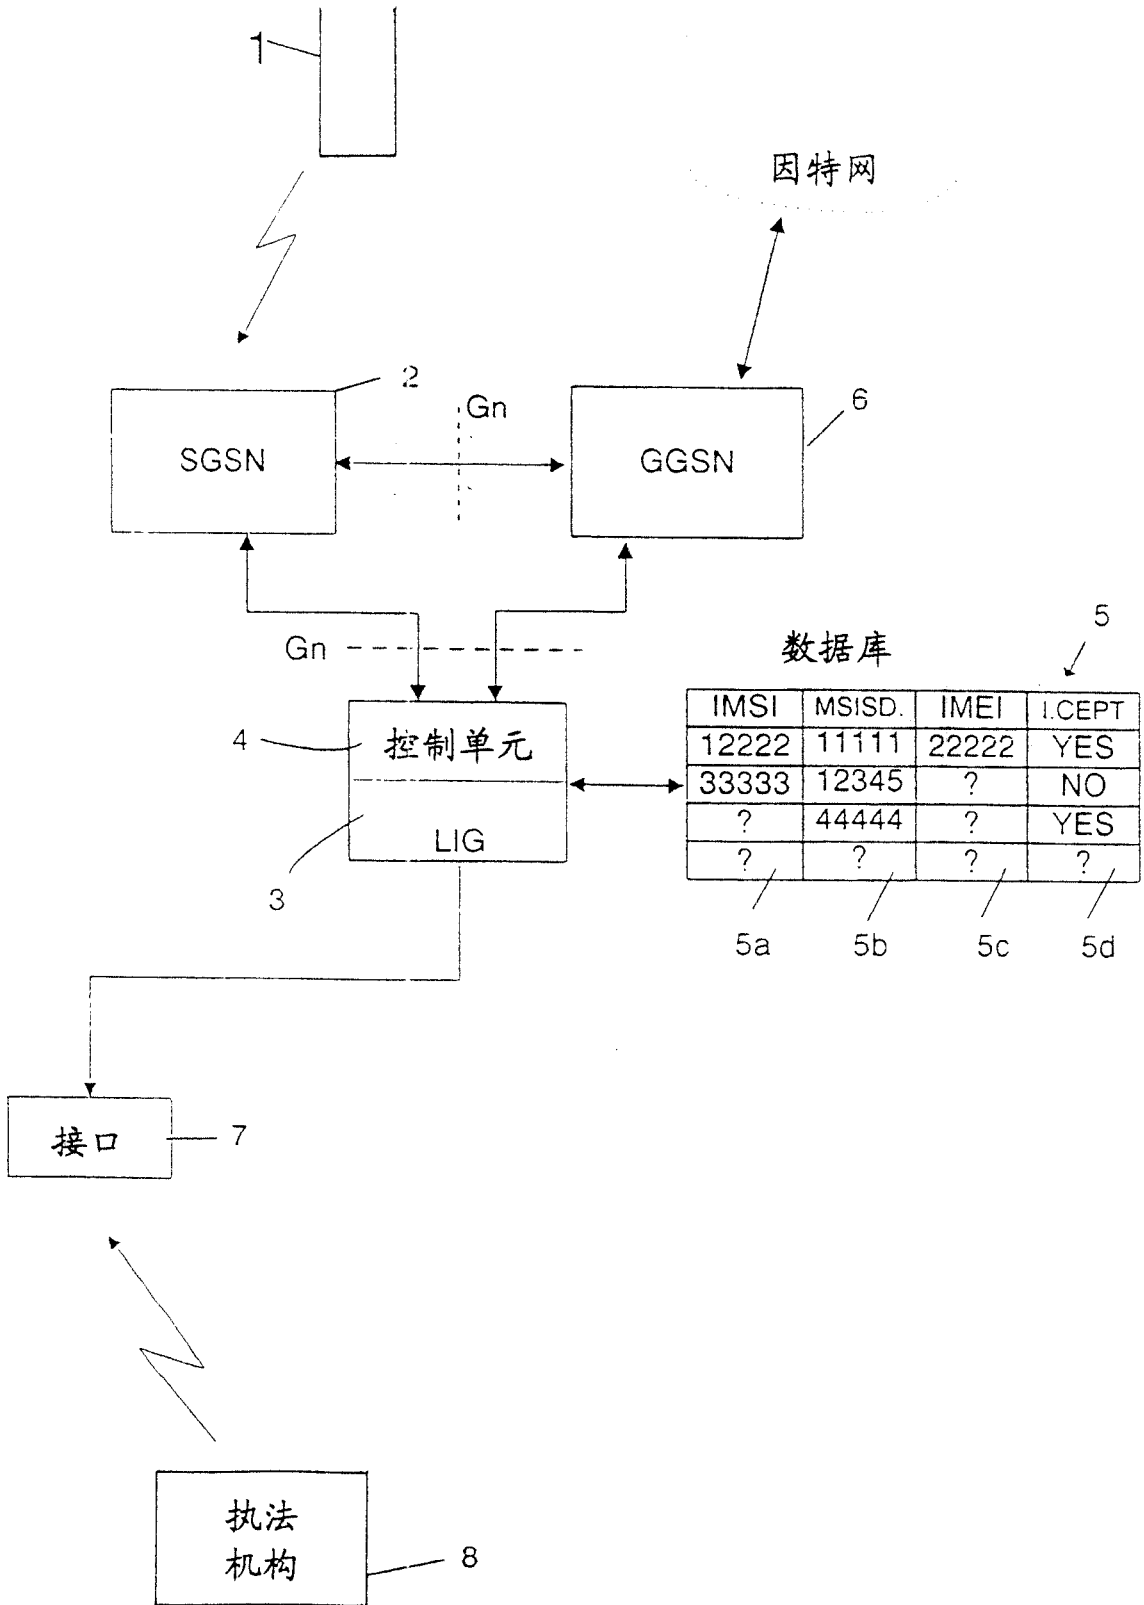 1
因特网
2
Gn
6
SGSN
GGSN
Gn
数据库
5
IMSI MSISD. IMEI I.CEPT
12222 11111 22222 YES
33333 12345 ? NO
? 44444 ? YES
? ? ? ?
4
控制单元
3
LIG
5a 5b 5c 5d
接口
7
执法
机构
8